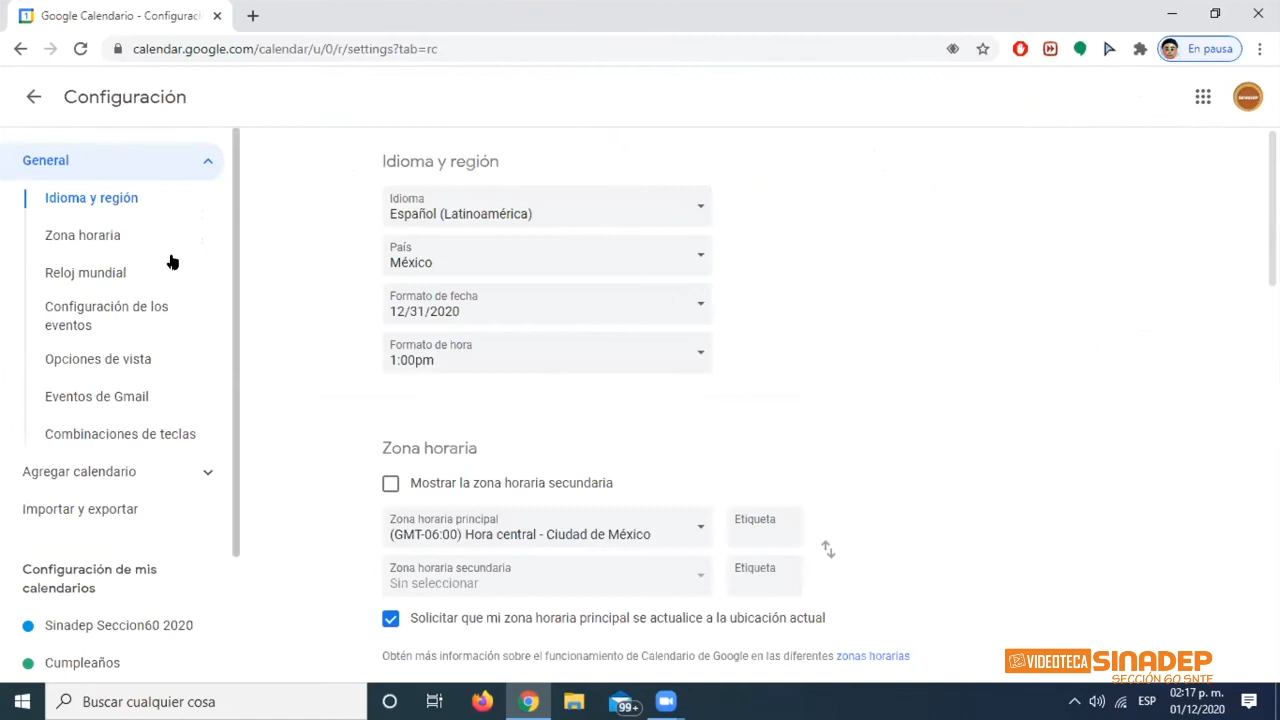 Google Calendario - Configuraci
calendar.google.com/calendar/u/0/r/settings?tab=rc
En pausa
Configuración
General
Idioma y región
Zona horaria
Reloj mundial
Configuración de los
eventos
Opciones de vista
Eventos de Gmail
Combinaciones de teclas
Agregar calendario
Importar y exportar
Configuración de mis
calendarios
Sinadep Seccion60 2020
Cumpleaños
Idioma y región
Idioma
Español (Latinoamérica)
País
México
Formato de fecha
12/31/2020
Formato de hora
1:00pm
Zona horaria
Mostrar la zona horaria secundaria
Zona horaria principal
(GMT-06:00) Hora central - Ciudad de México
Etiqueta
Zona horaria secundaria
Sin seleccionar
Etiqueta
Solicitar que mi zona horaria principal se actualice a la ubicación actual
Obtén más información sobre el funcionamiento de Calendario de Google en las diferentes zonas horarias
VIDEOTECA SINADEP
SECCIÓN 60 SNTE
Buscar cualquier cosa
99+
ESP
02:17 p. m.
01/12/2020